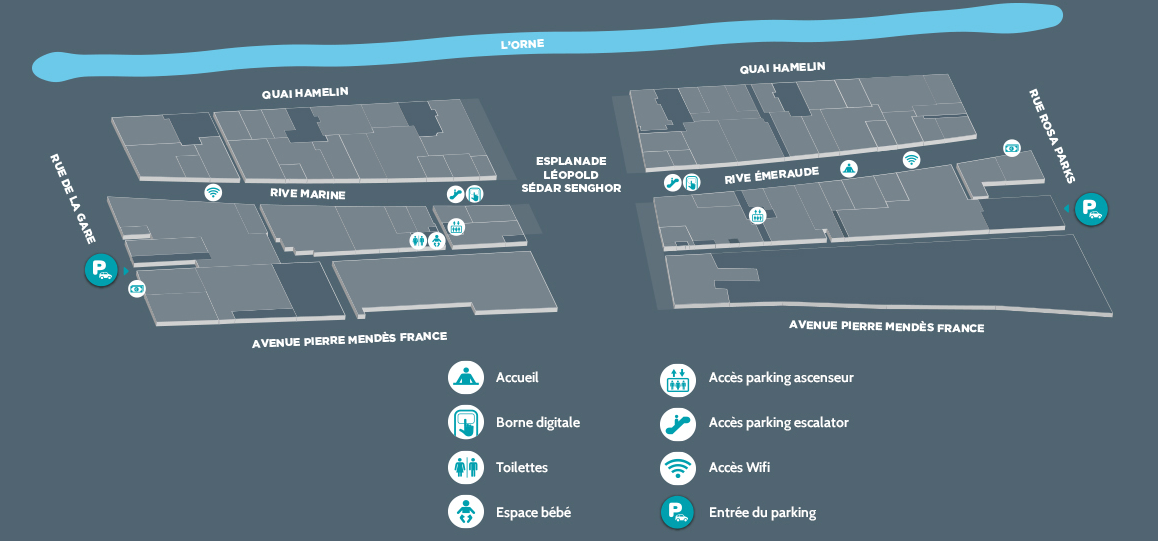 L'ORNE
QUAI HAMELIN
QUAI HAMELIN
RUE DE LA GARE
RUE ROSA PARKS
ESPLANADE
LÉOPOLD
SÉDAR SENGHOR
RIVE MARINE
RIVE ÉMERAUDE
P
P
AVENUE PIERRE MENDÈS FRANCE
AVENUE PIERRE MENDÈS FRANCE
Accueil
Borne digitale
Toilettes
Espace bébé
Accès parking ascenseur
Accès parking escalator
Accès Wifi
P
Entrée du parking